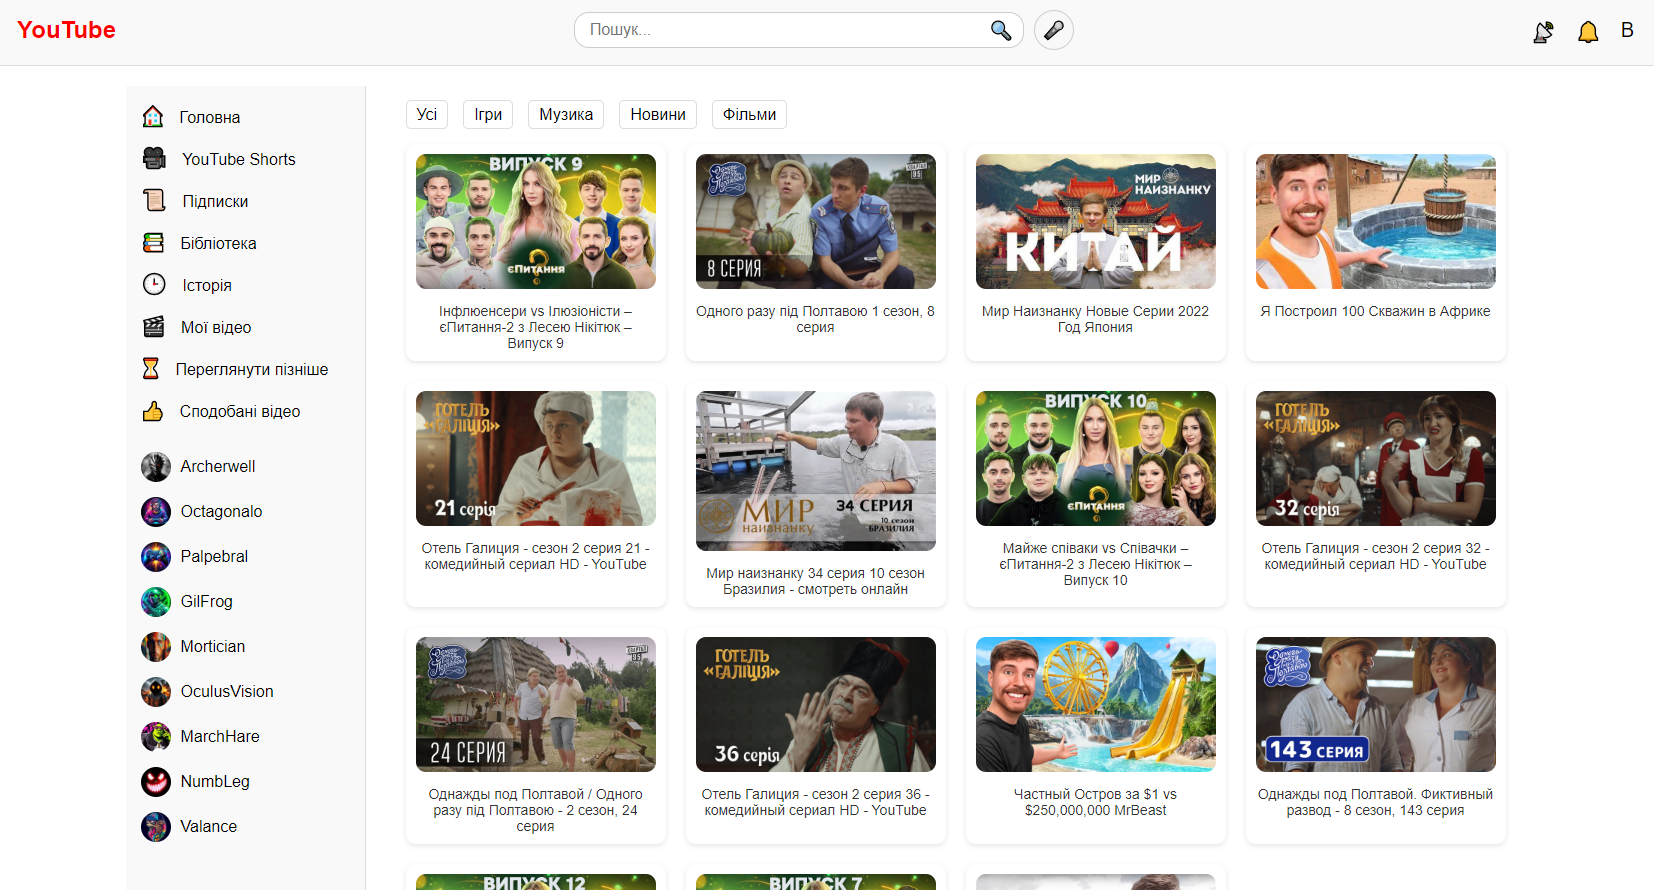 YouTube
Пошук...
В
Головна
YouTube Shorts
Підписки
Бібліотека
Історія
Мої відео
Переглянути пізніше
Сподобані відео
Archerwell
Octagonalo
Palpebral
GilFrog
Mortician
OculusVision
MarchHare
NumbLeg
Valance
Усі
Ігри
Музика
Новини
Фільми
ВИПУСК 9
єПИТАННЯ
Інфлюенсери vs Ілюзіоністи –
єПитання-2 з Лесею Нікітюк –
Випуск 9
95
8 СЕРИЯ
Одного разу під Полтавою 1 сезон, 8
серия
МИР
НАИЗНАНКУ
КИТАЙ
Мир Наизнанку Новые Серии 2022
Год Япония
Я Построил 100 Скважин в Африке
ГОТЕЛЬ
«ГАЛІЦІЯ»
21 серія
Отель Галиция - сезон 2 серия 21 -
комедийный сериал HD - YouTube
МИР
наизнанку
34 СЕРИЯ
10 сезон
БРАЗИЛИЯ
Мир наизнанку 34 серия 10 сезон
Бразилия - смотреть онлайн
ВИПУСК 10
єПИТАННЯ
Майже співаки vs Співачки –
єПитання-2 з Лесею Нікітюк –
Випуск 10
ГОТЕЛЬ
«ГАЛІЦІЯ»
32 серія
Отель Галиция - сезон 2 серия 32 -
комедийный сериал HD - YouTube
95
24 СЕРИЯ
Однажды под Полтавой / Одного
разу під Полтавою - 2 сезон, 24
серия
ГОТЕЛЬ
«ГАЛІЦІЯ»
36 серія
Отель Галиция - сезон 2 серия 36 -
комедийный сериал HD - YouTube
Частный Остров за $1 vs
$250,000,000 MrBeast
143 СЕРИЯ
Однажды под Полтавой. Фиктивный
развод - 8 сезон, 143 серия
ВИПУСК 12
ВИПУСК 7